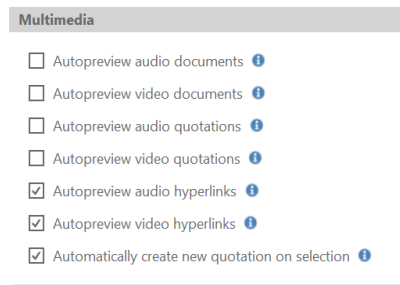 Multimedia
Autopreview audio documents
Autopreview video documents
Autopreview audio quotations
Autopreview video quotations
Autopreview audio hyperlinks
Autopreview video hyperlinks
Automatically create new quotation on selection